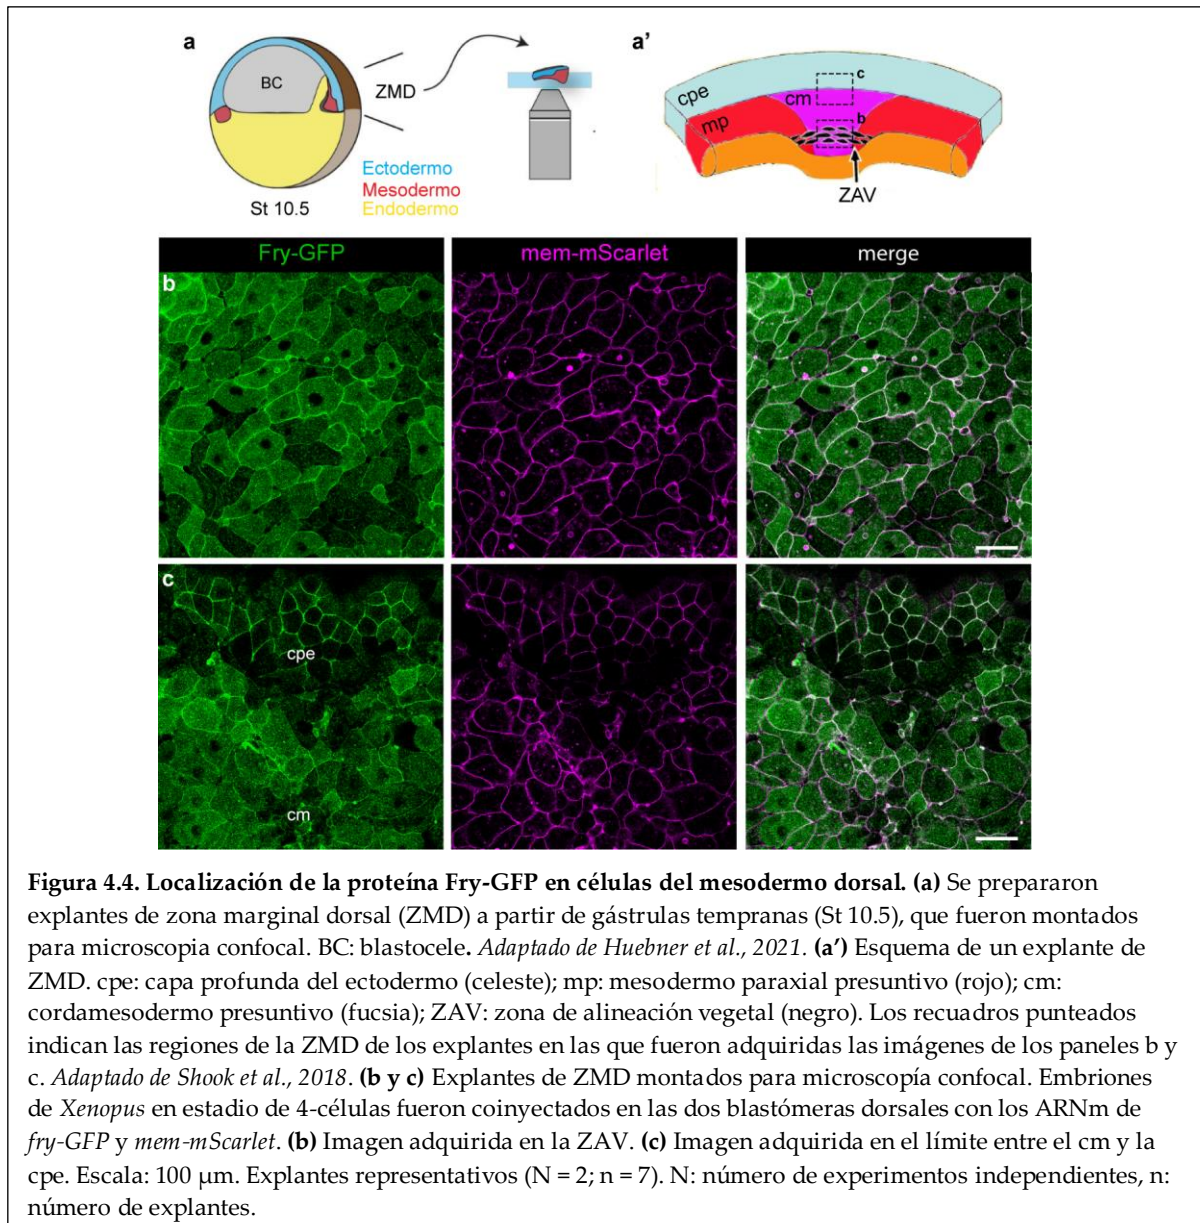 a
BC
ZMD
Ectodermo
Mesodermo
Endodermo
St 10.5
a'
cpe
cm
c
mp
b
ZAV
Fry-GFP
mem-mScarlet
merge
b
c
cpe
cm
Figura 4.4. Localización de la proteína Fry-GFP en células del mesodermo dorsal. (a) Se prepararon
explantes de zona marginal dorsal (ZMD) a partir de gástrulas tempranas (St 10.5), que fueron montados
para microscopia confocal. BC: blastocele. Adaptado de Huebner et al., 2021. (a’) Esquema de un explante de
ZMD. cpe: capa profunda del ectodermo (celeste); mp: mesodermo paraxial presuntivo (rojo); cm:
cordamesodermo presuntivo (fucsia); ZAV: zona de alineación vegetal (negro). Los recuadros punteados
indican las regiones de la ZMD de los explantes en las que fueron adquiridas las imágenes de los paneles b y
c. Adaptado de Shook et al., 2018. (b y c) Explantes de ZMD montados para microscopía confocal. Embriones
de Xenopus en estadio de 4-células fueron coinyectados en las dos blastómeras dorsales con los ARNm de
fry-GFP y mem-mScarlet. (b) Imagen adquirida en la ZAV. (c) Imagen adquirida en el límite entre el cm y la
cpe. Escala: 100 µm. Explantes representativos (N = 2; n = 7). N: número de experimentos independientes, n:
número de explantes.